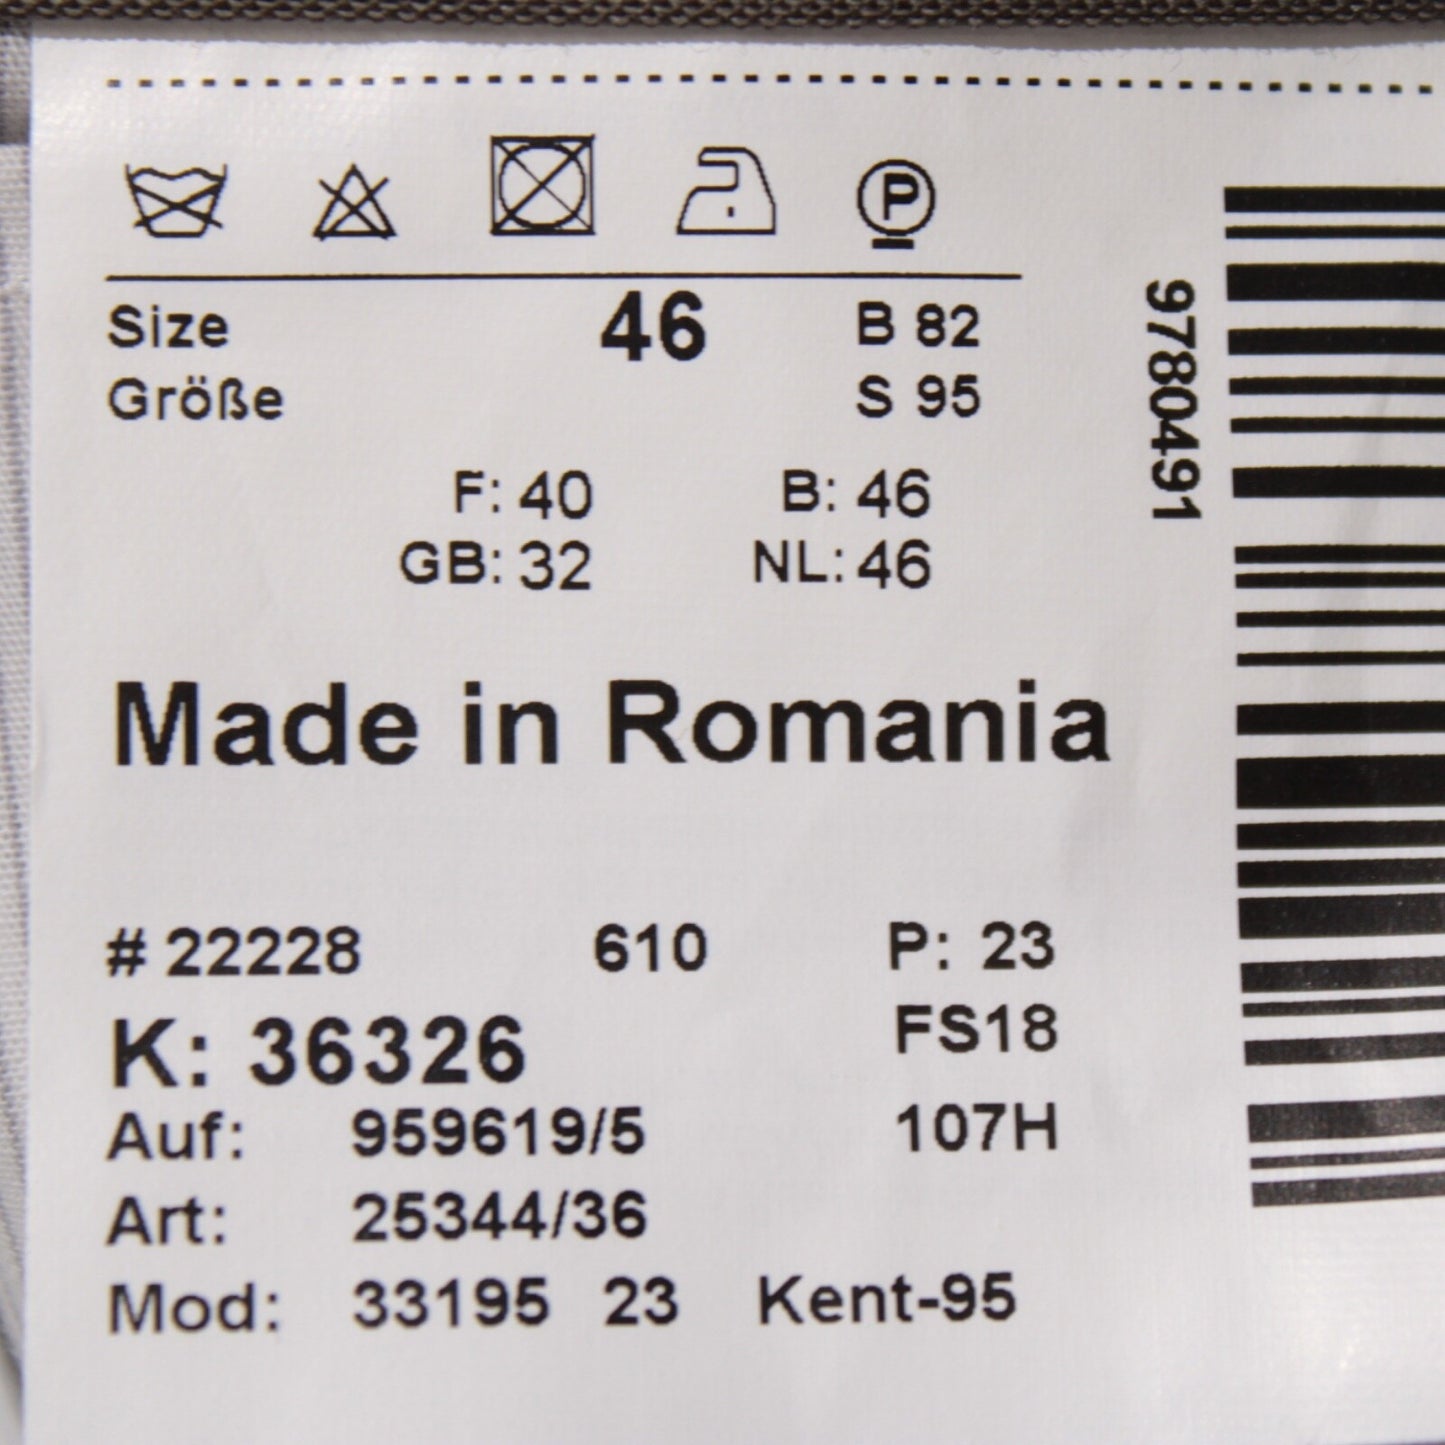 P
Size 46 B 82
Größe S 95
F: 40 B: 46
GB: 32 NL: 46
Made in Romania
# 22228 610 P: 23
K: 36326 FS18
Auf: 959619/5 107H
Art: 25344/36
Mod: 33195 23 Kent-95
9780491